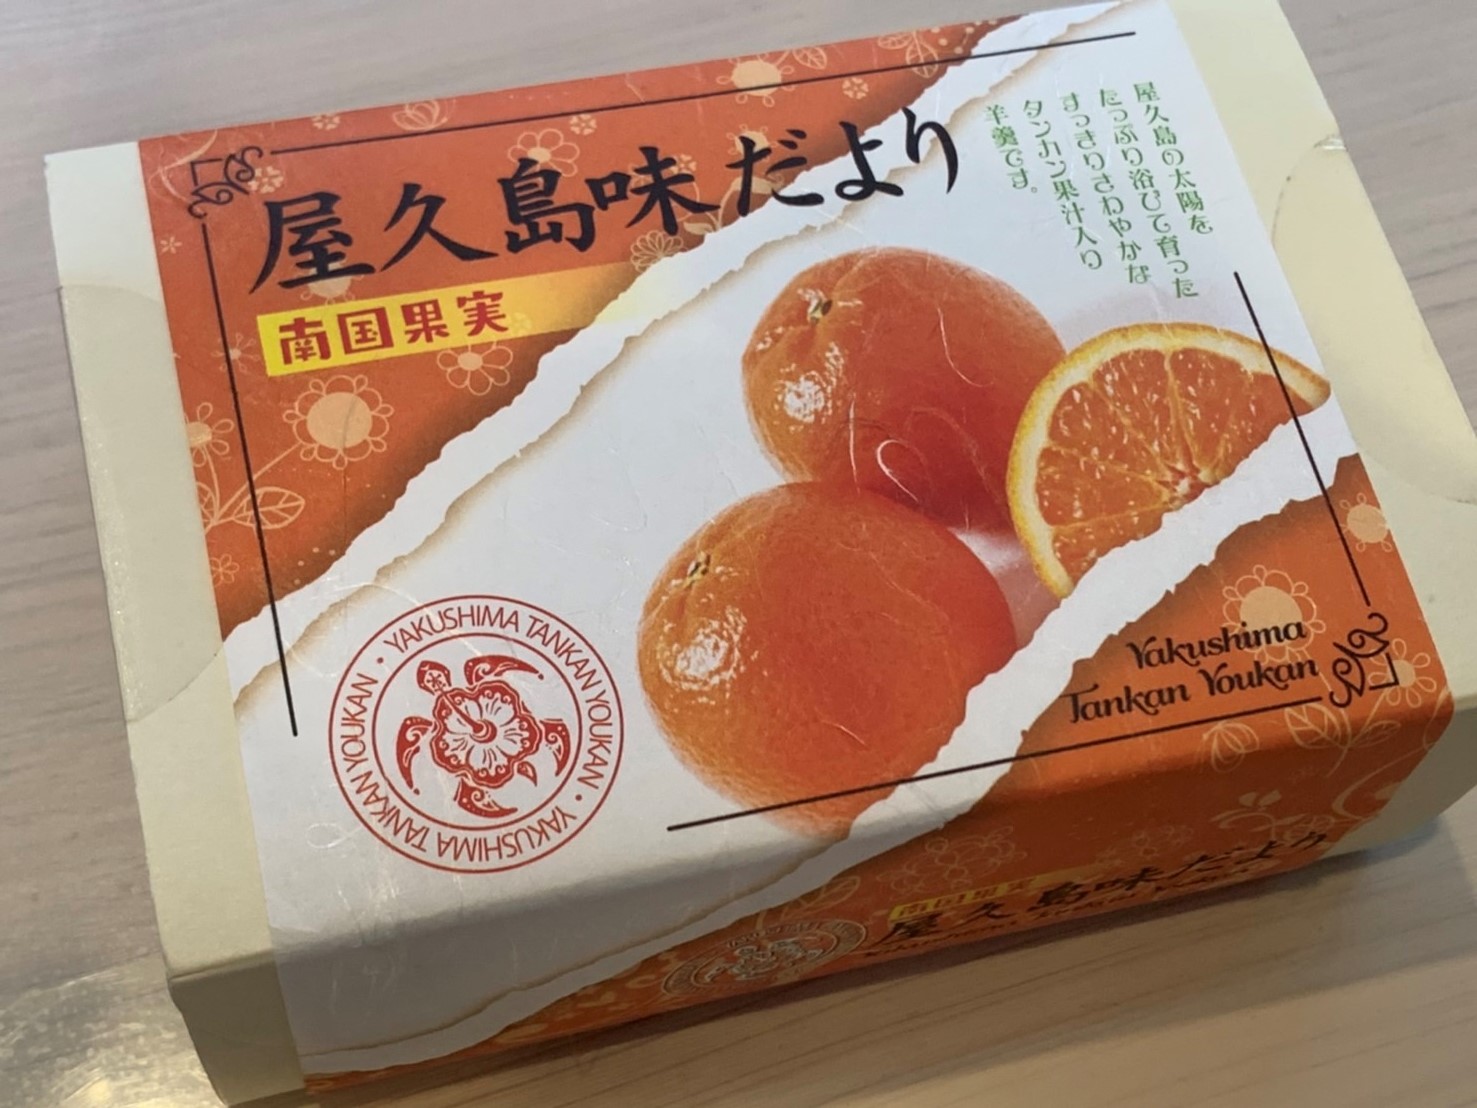 屋久島味だより
南国果実
屋久島の太陽を
たっぷり浴びて育った
すっきりさわやかな
タンカン果汁入り
羊羹です。
Yakushima
Tankan Youkan
YAKUSHIMA TANKAN YOUKAN・YAKUSHIMA TANKAN YOUKAN・
南国果実
屋久島味だより